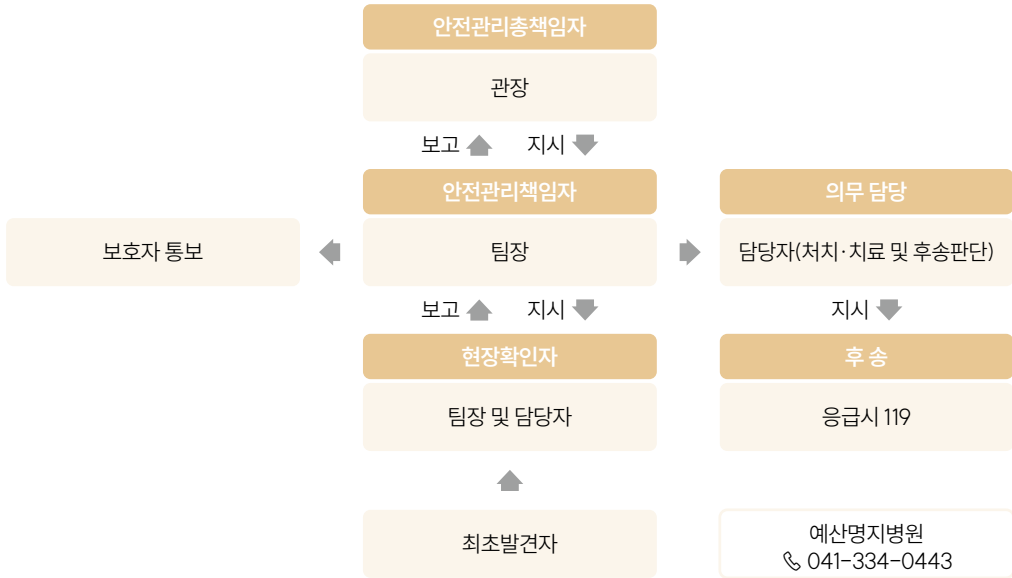 안전관리총책임자
관장
보고 지시
안전관리책임자
의무 담당
보호자 통보
팀장
담당자(처치·치료 및 후송판단)
보고 지시
지시
현장확인자
후 송
팀장 및 담당자
응급시 119
최초발견자
예산명지병원
041-334-0443